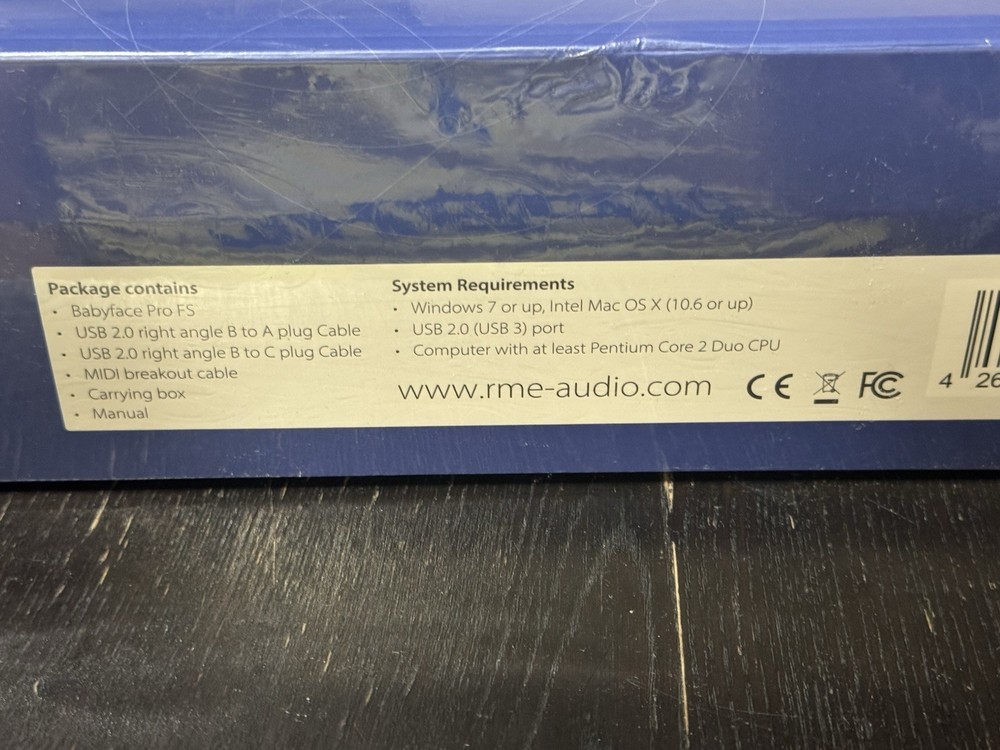 Package contains
• Babyface Pro FS
• USB 2.0 right angle B to A plug Cable
• USB 2.0 right angle B to C plug Cable
• MIDI breakout cable
• Carrying box
• Manual
System Requirements
• Windows 7 or up, Intel Mac OS X (10.6 or up)
• USB 2.0 (USB 3) port
• Computer with at least Pentium Core 2 Duo CPU
www.rme-audio.com CE FC
4 26